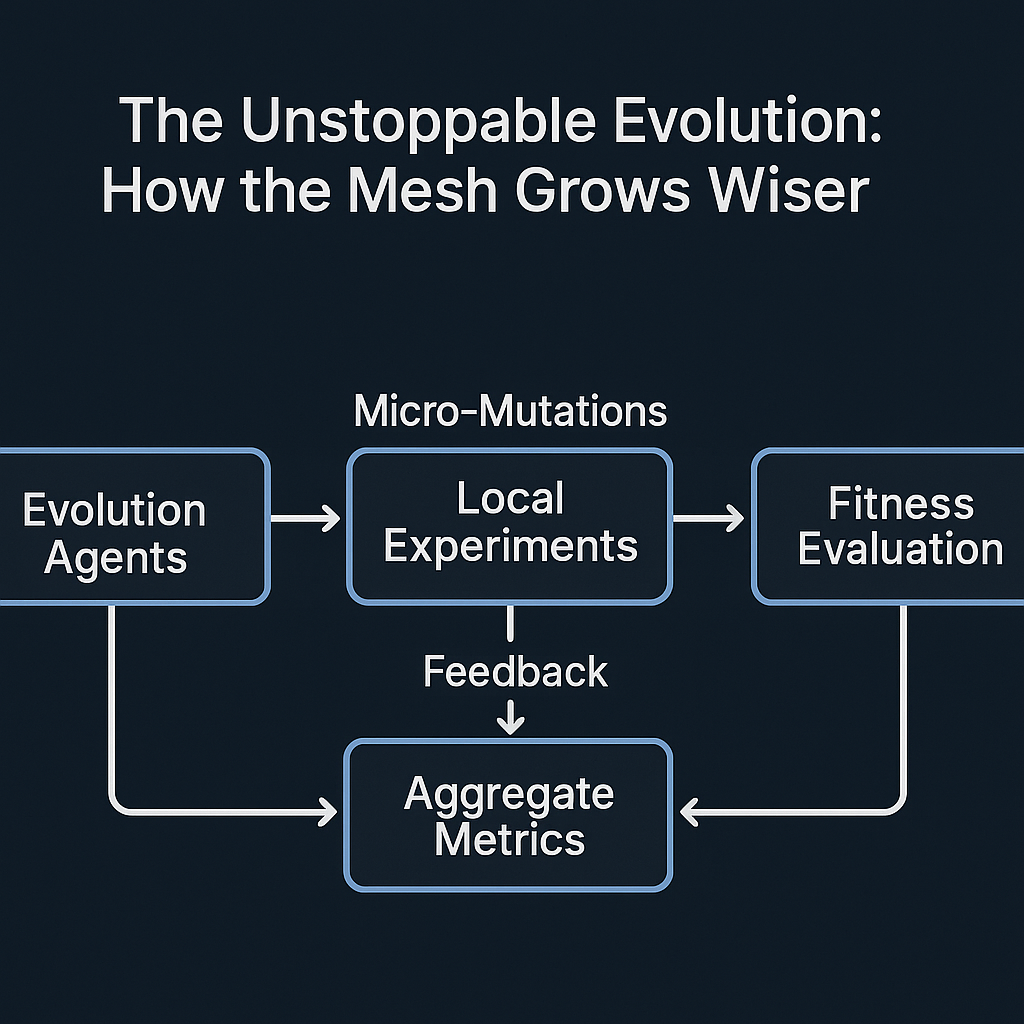 The Unstoppable Evolution:
How the Mesh Grows Wiser
Micro-Mutations
Evolution
Agents
Local
Experiments
Fitness
Evaluation
Feedback
Aggregate
Metrics